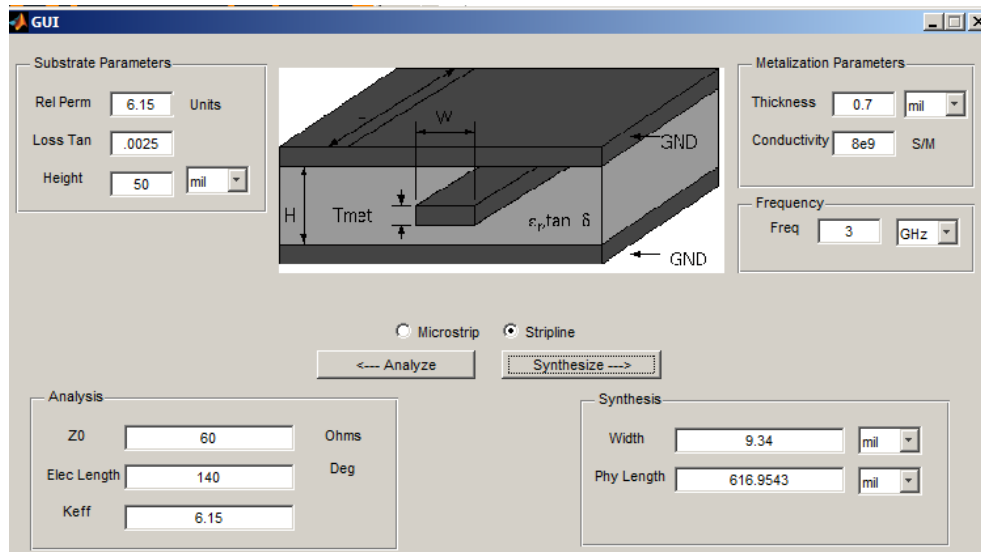 GUI
Substrate Parameters
Metalization Parameters
Rel Perm 6.15 Units
Loss Tan .0025
Height 50 mil
W
GND
H Tmet εr,tan δ
GND
Thickness 0.7 mil
Conductivity 8e9 S/M
Frequency
Freq 3 GHz
Microstrip Stripline
<--- Analyze Synthesize --->
Analysis
Z0 60 Ohms
Elec Length 140 Deg
Keff 6.15
Synthesis
Width 9.34 mil
Phy Length 616.9543 mil